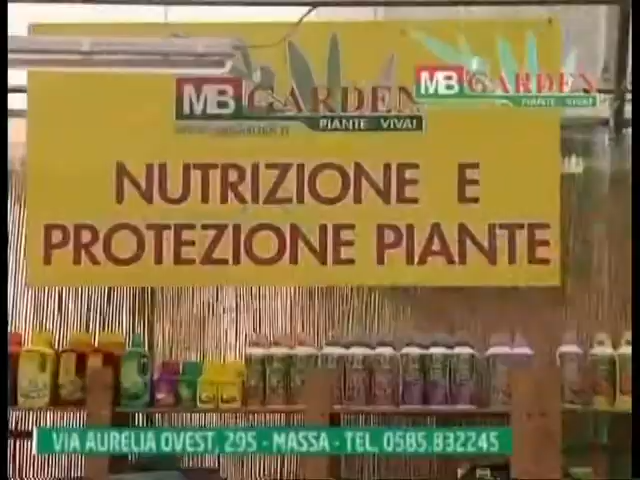 MB GARDEN
PIANTE VIVAI
MB GARDEN
PIANTE VIVAI
NUTRIZIONE E
PROTEZIONE PIANTE
VIA AURELIA OVEST, 295 - MASSA - TEL, 0585.832245